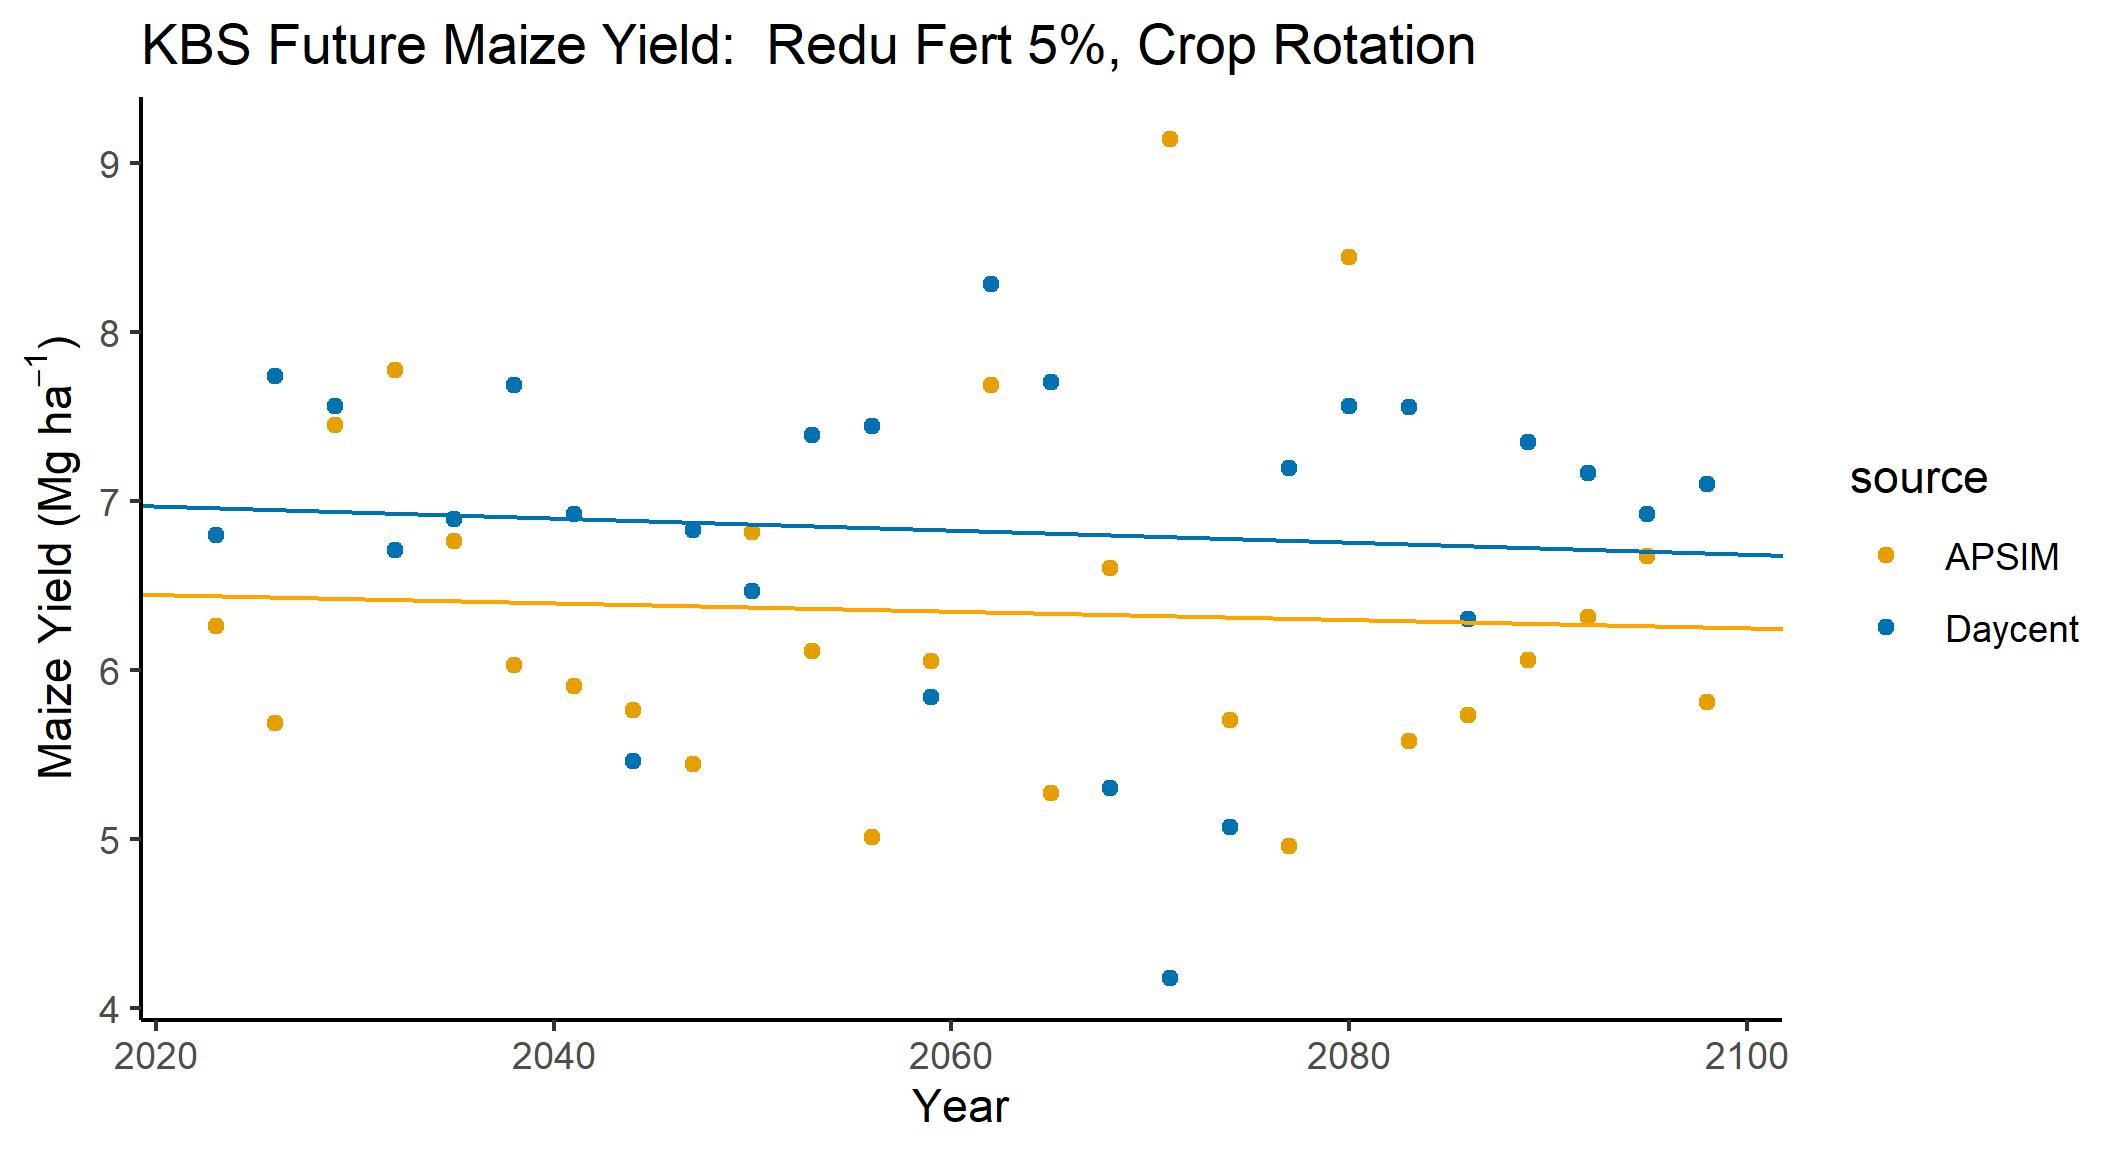 KBS Future Maize Yield:  Redu Fert 5%, Crop Rotation
Maize Yield (Mg ha⁻¹)
9
8
7
6
5
4
2020 2040 2060 2080 2100
Year
source
APSIM
Daycent